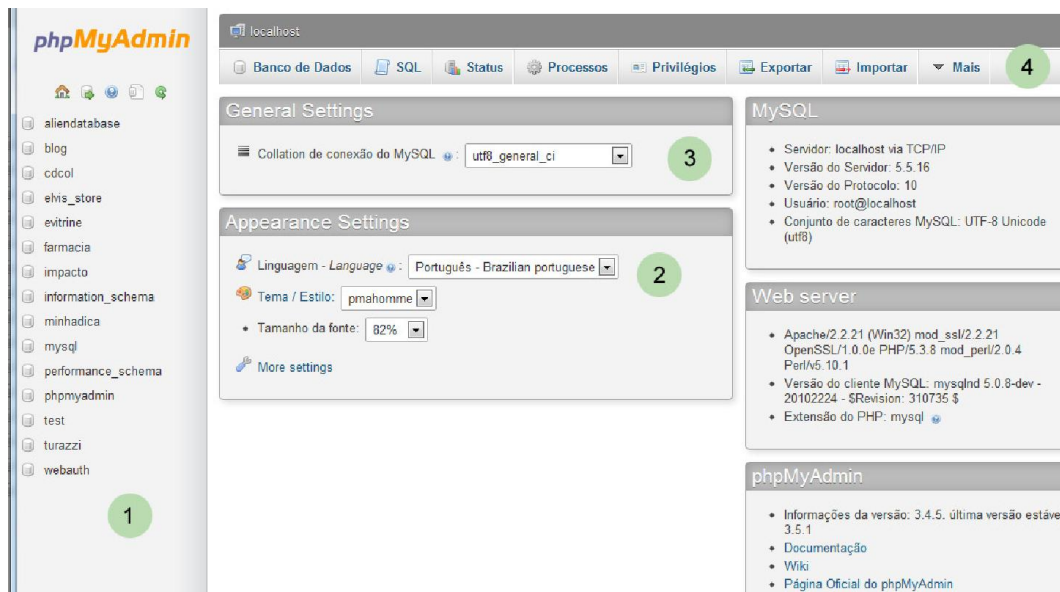 phpMyAdmin
aliendatabase
blog
cdcol
elvis_store
evitrine
farmacia
impacto
information_schema
minhadica
mysql
performance_schema
phpmyadmin
test
turazzi
webauth
1
localhost
Banco de Dados SQL Status Processos Privilégios Exportar Importar Mais 4
General Settings
Collation de conexão do MySQL : utf8_general_ci 3
Appearance Settings
Linguagem - Language : Português - Brazilian portuguese 2
Tema / Estilo: pmahomme
• Tamanho da fonte: 82%
More settings
MySQL
• Servidor: localhost via TCP/IP
• Versão do Servidor: 5.5.16
• Versão do Protocolo: 10
• Usuário: root@localhost
• Conjunto de caracteres MySQL: UTF-8 Unicode
(utf8)
Web server
• Apache/2.2.21 (Win32) mod_ssl/2.2.21
OpenSSL/1.0.0e PHP/5.3.8 mod_perl/2.0.4
Perl/v5.10.1
• Versão do cliente MySQL: mysqlnd 5.0.8-dev -
20102224 - $Revision: 310735 $
• Extensão do PHP: mysql
phpMyAdmin
• Informações da versão: 3.4.5. última versão estáve
3.5.1
• Documentação
• Wiki
• Página Oficial do phpMyAdmin